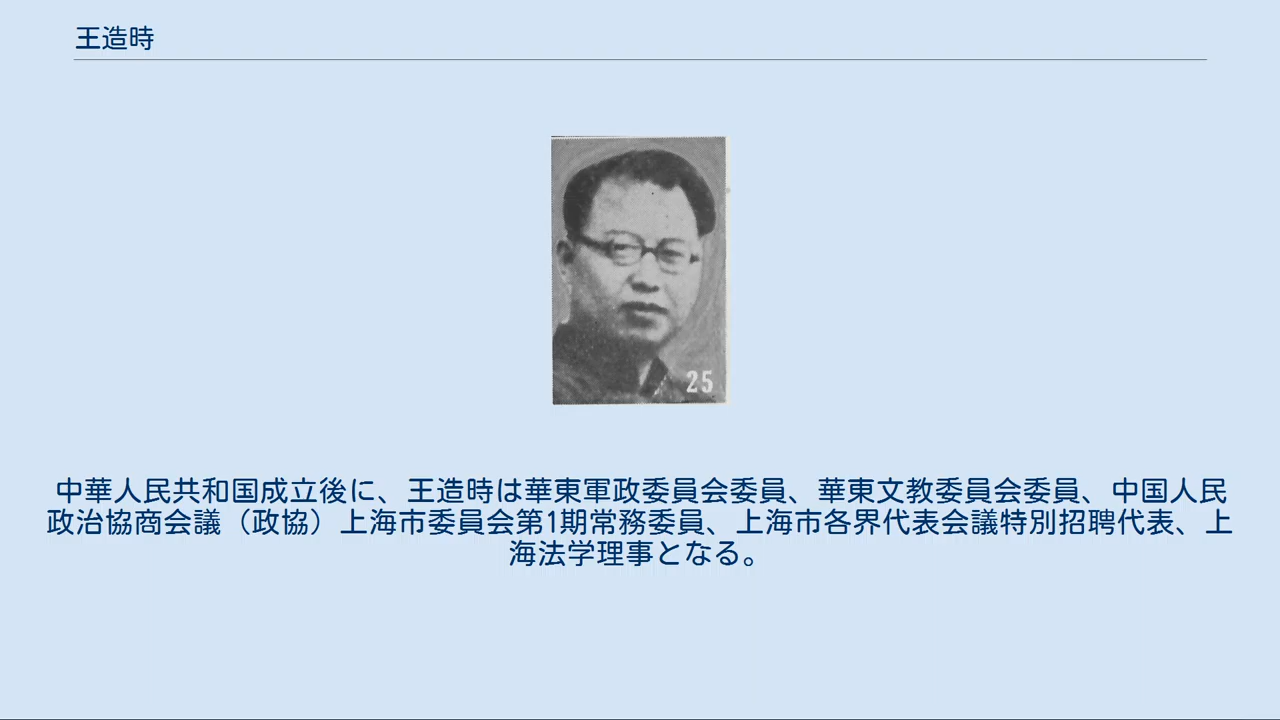 王造時
25
中華人民共和国成立後に、王造時は華東軍政委員会委員、華東文教委員会委員、中国人民
政治協商会議（政協）上海市委員会第1期常務委員、上海市各界代表会議特別招聘代表、上
海法学理事となる。